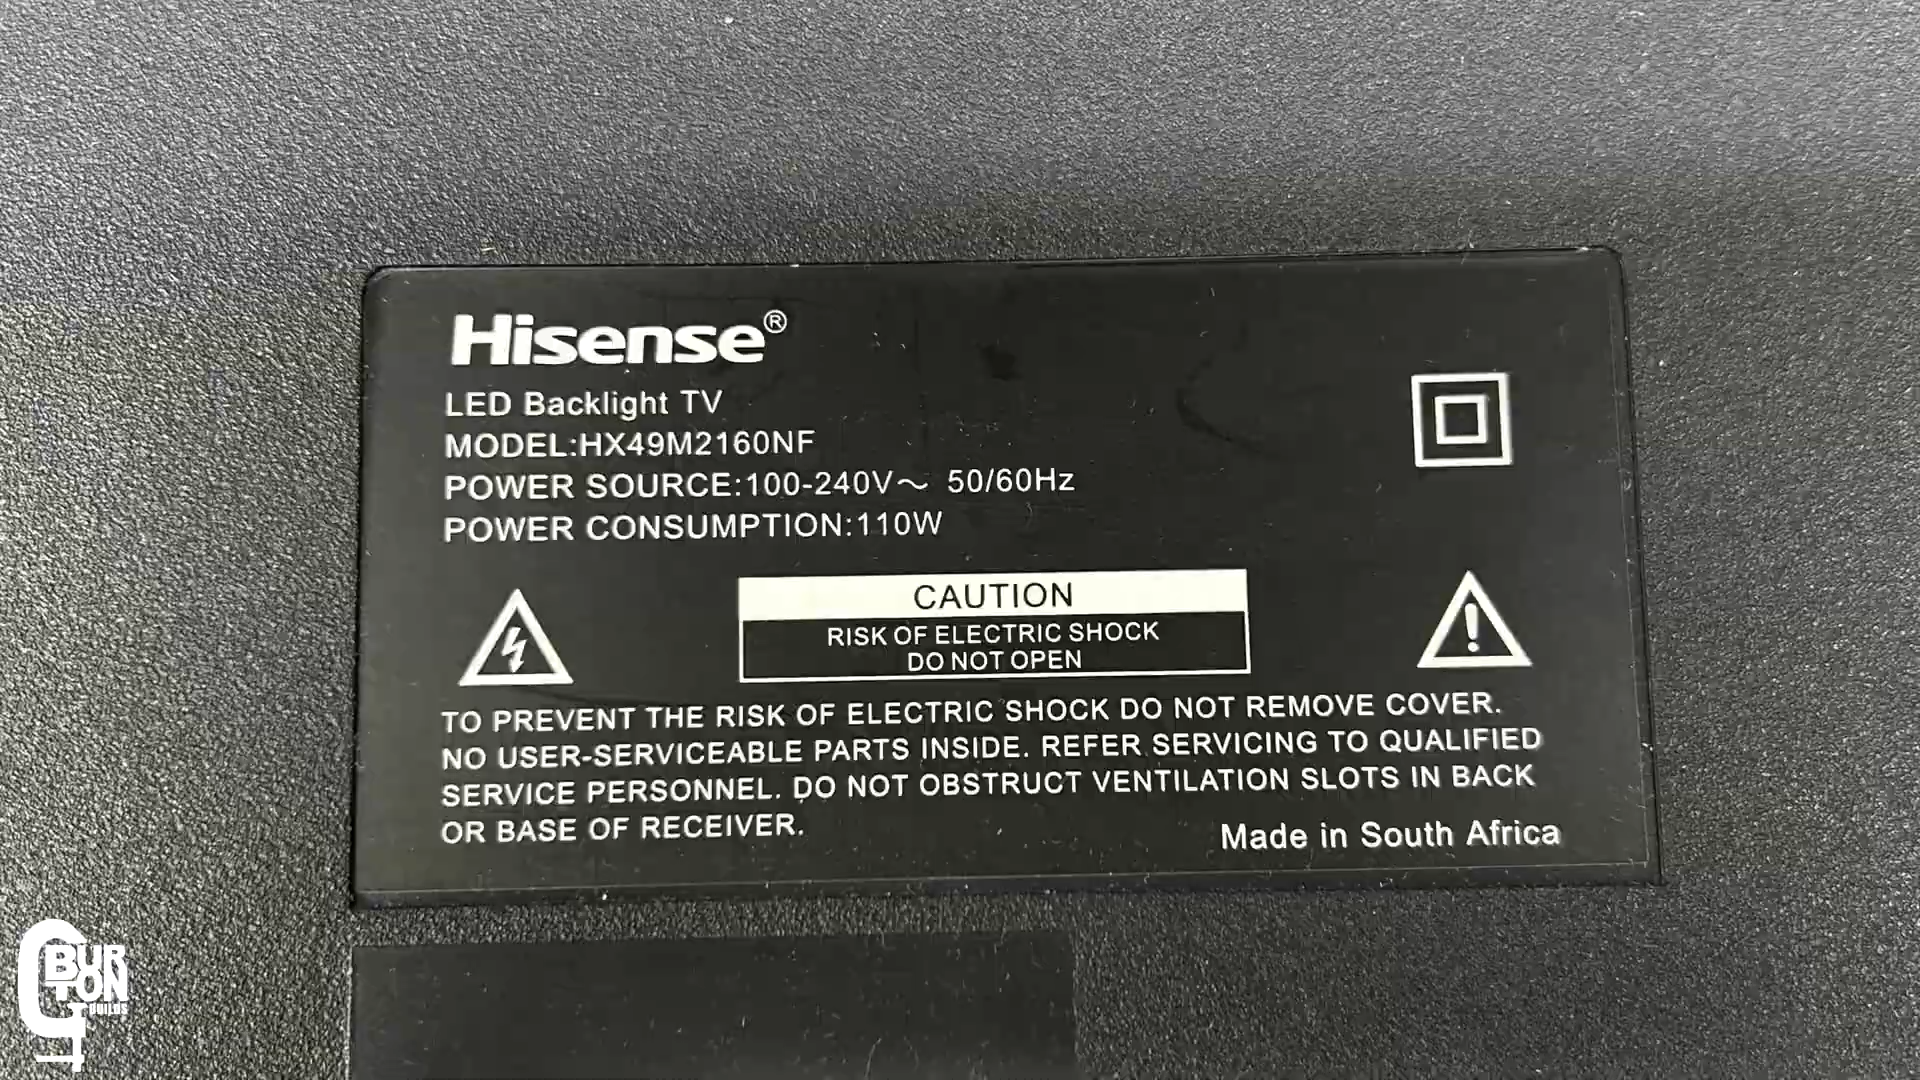 Hisense®
LED Backlight TV
MODEL:HX49M2160NF
POWER SOURCE:100-240V～ 50/60Hz
POWER CONSUMPTION:110W
CAUTION
RISK OF ELECTRIC SHOCK
DO NOT OPEN
TO PREVENT THE RISK OF ELECTRIC SHOCK DO NOT REMOVE COVER.
NO USER-SERVICEABLE PARTS INSIDE. REFER SERVICING TO QUALIFIED
SERVICE PERSONNEL. DO NOT OBSTRUCT VENTILATION SLOTS IN BACK
OR BASE OF RECEIVER.
Made in South Africa
BURTON
BUILDS